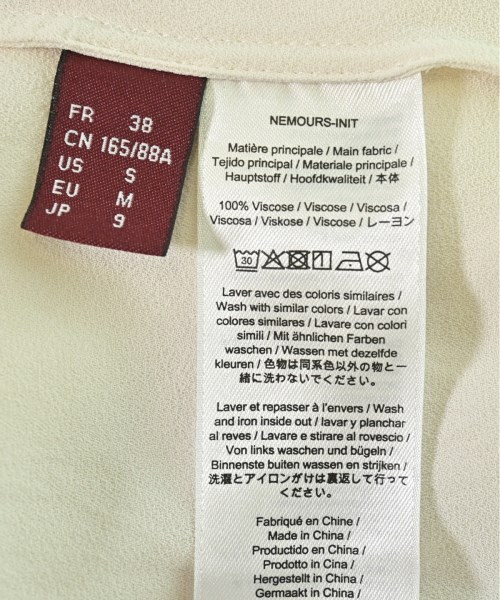 FR 38
CN 165/88A
US S
EU M
JP 9
NEMOURS-INIT
Matière principale / Main fabric /
Tejido principal / Materiale principale /
Hauptstoff / Hoofdkwaliteit / 本体
100% Viscose / Viscose / Viscosa /
Viscosa / Viskose / Viscose / レーヨン
30
Laver avec des coloris similaires /
Wash with similar colors / Lavar con
colores similares / Lavare con colori
simili / Mit ähnlichen Farben
waschen / Wassen met dezelfde
kleuren / 色物は同系色以外の物と一
緒に洗わないでください。
Laver et repasser à l'envers / Wash
and iron inside out / lavar y planchar
al reves / Lavare e stirare al rovescio /
Von links waschen und bügeln /
Binnenste buiten wassen en strijken /
洗濯とアイロンがけは裏返して行って
ください。
Fabriqué en Chine /
Made in China /
Productido en China /
Prodotto in Cina /
Hergestellt in China /
Gemaakt in China /